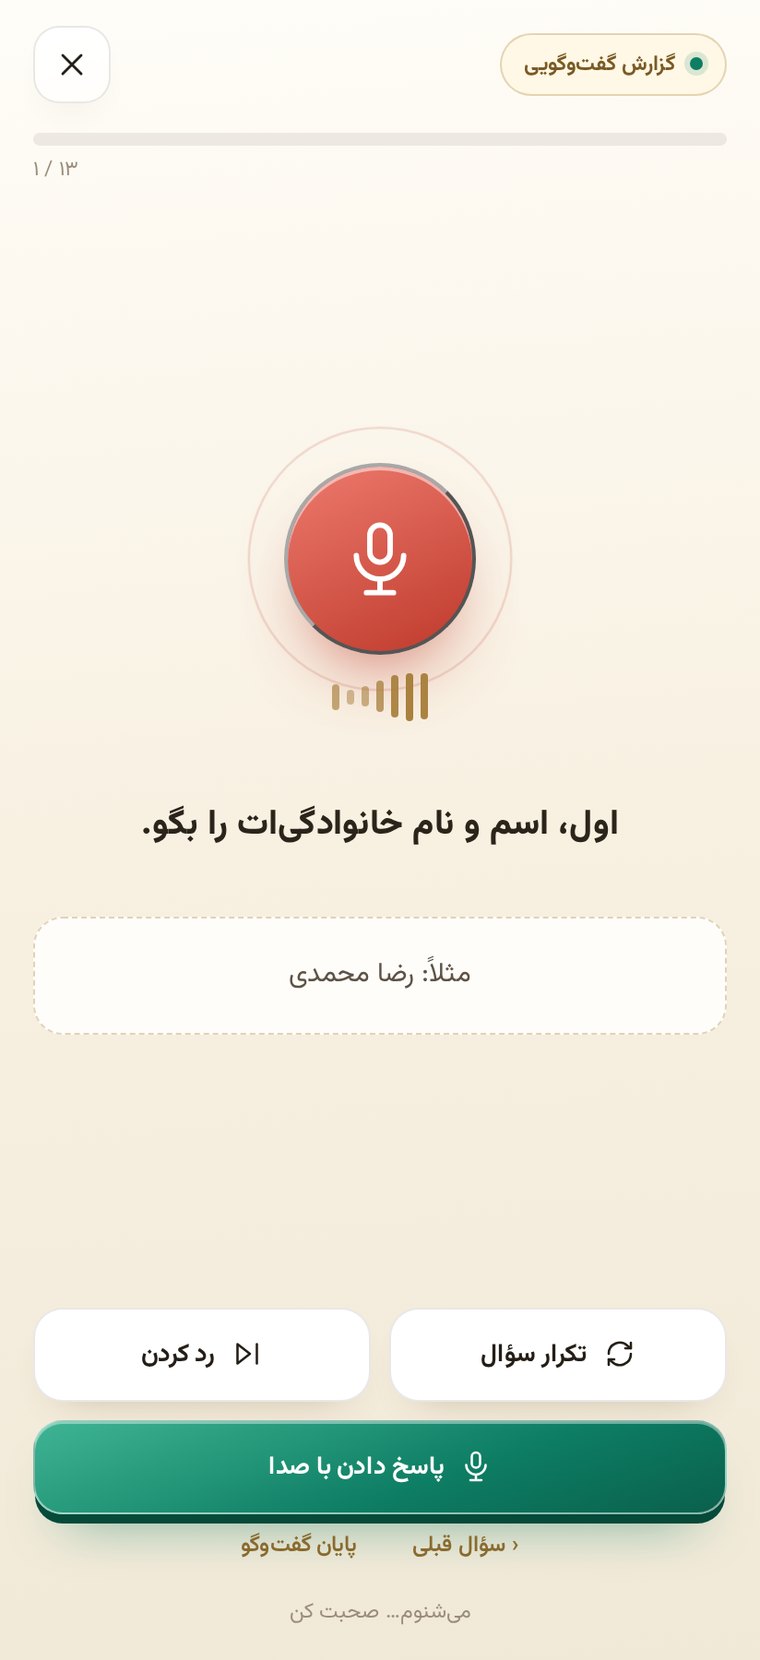 گزارش گفت‌وگویی
۱ / ۱۳
اول، اسم و نام خانوادگی‌ات را بگو.
مثلاً: رضا محمدی
تکرار سؤال
رد کردن
پاسخ دادن با صدا
‹ سؤال قبلی
پایان گفت‌وگو
می‌شنوم… صحبت کن